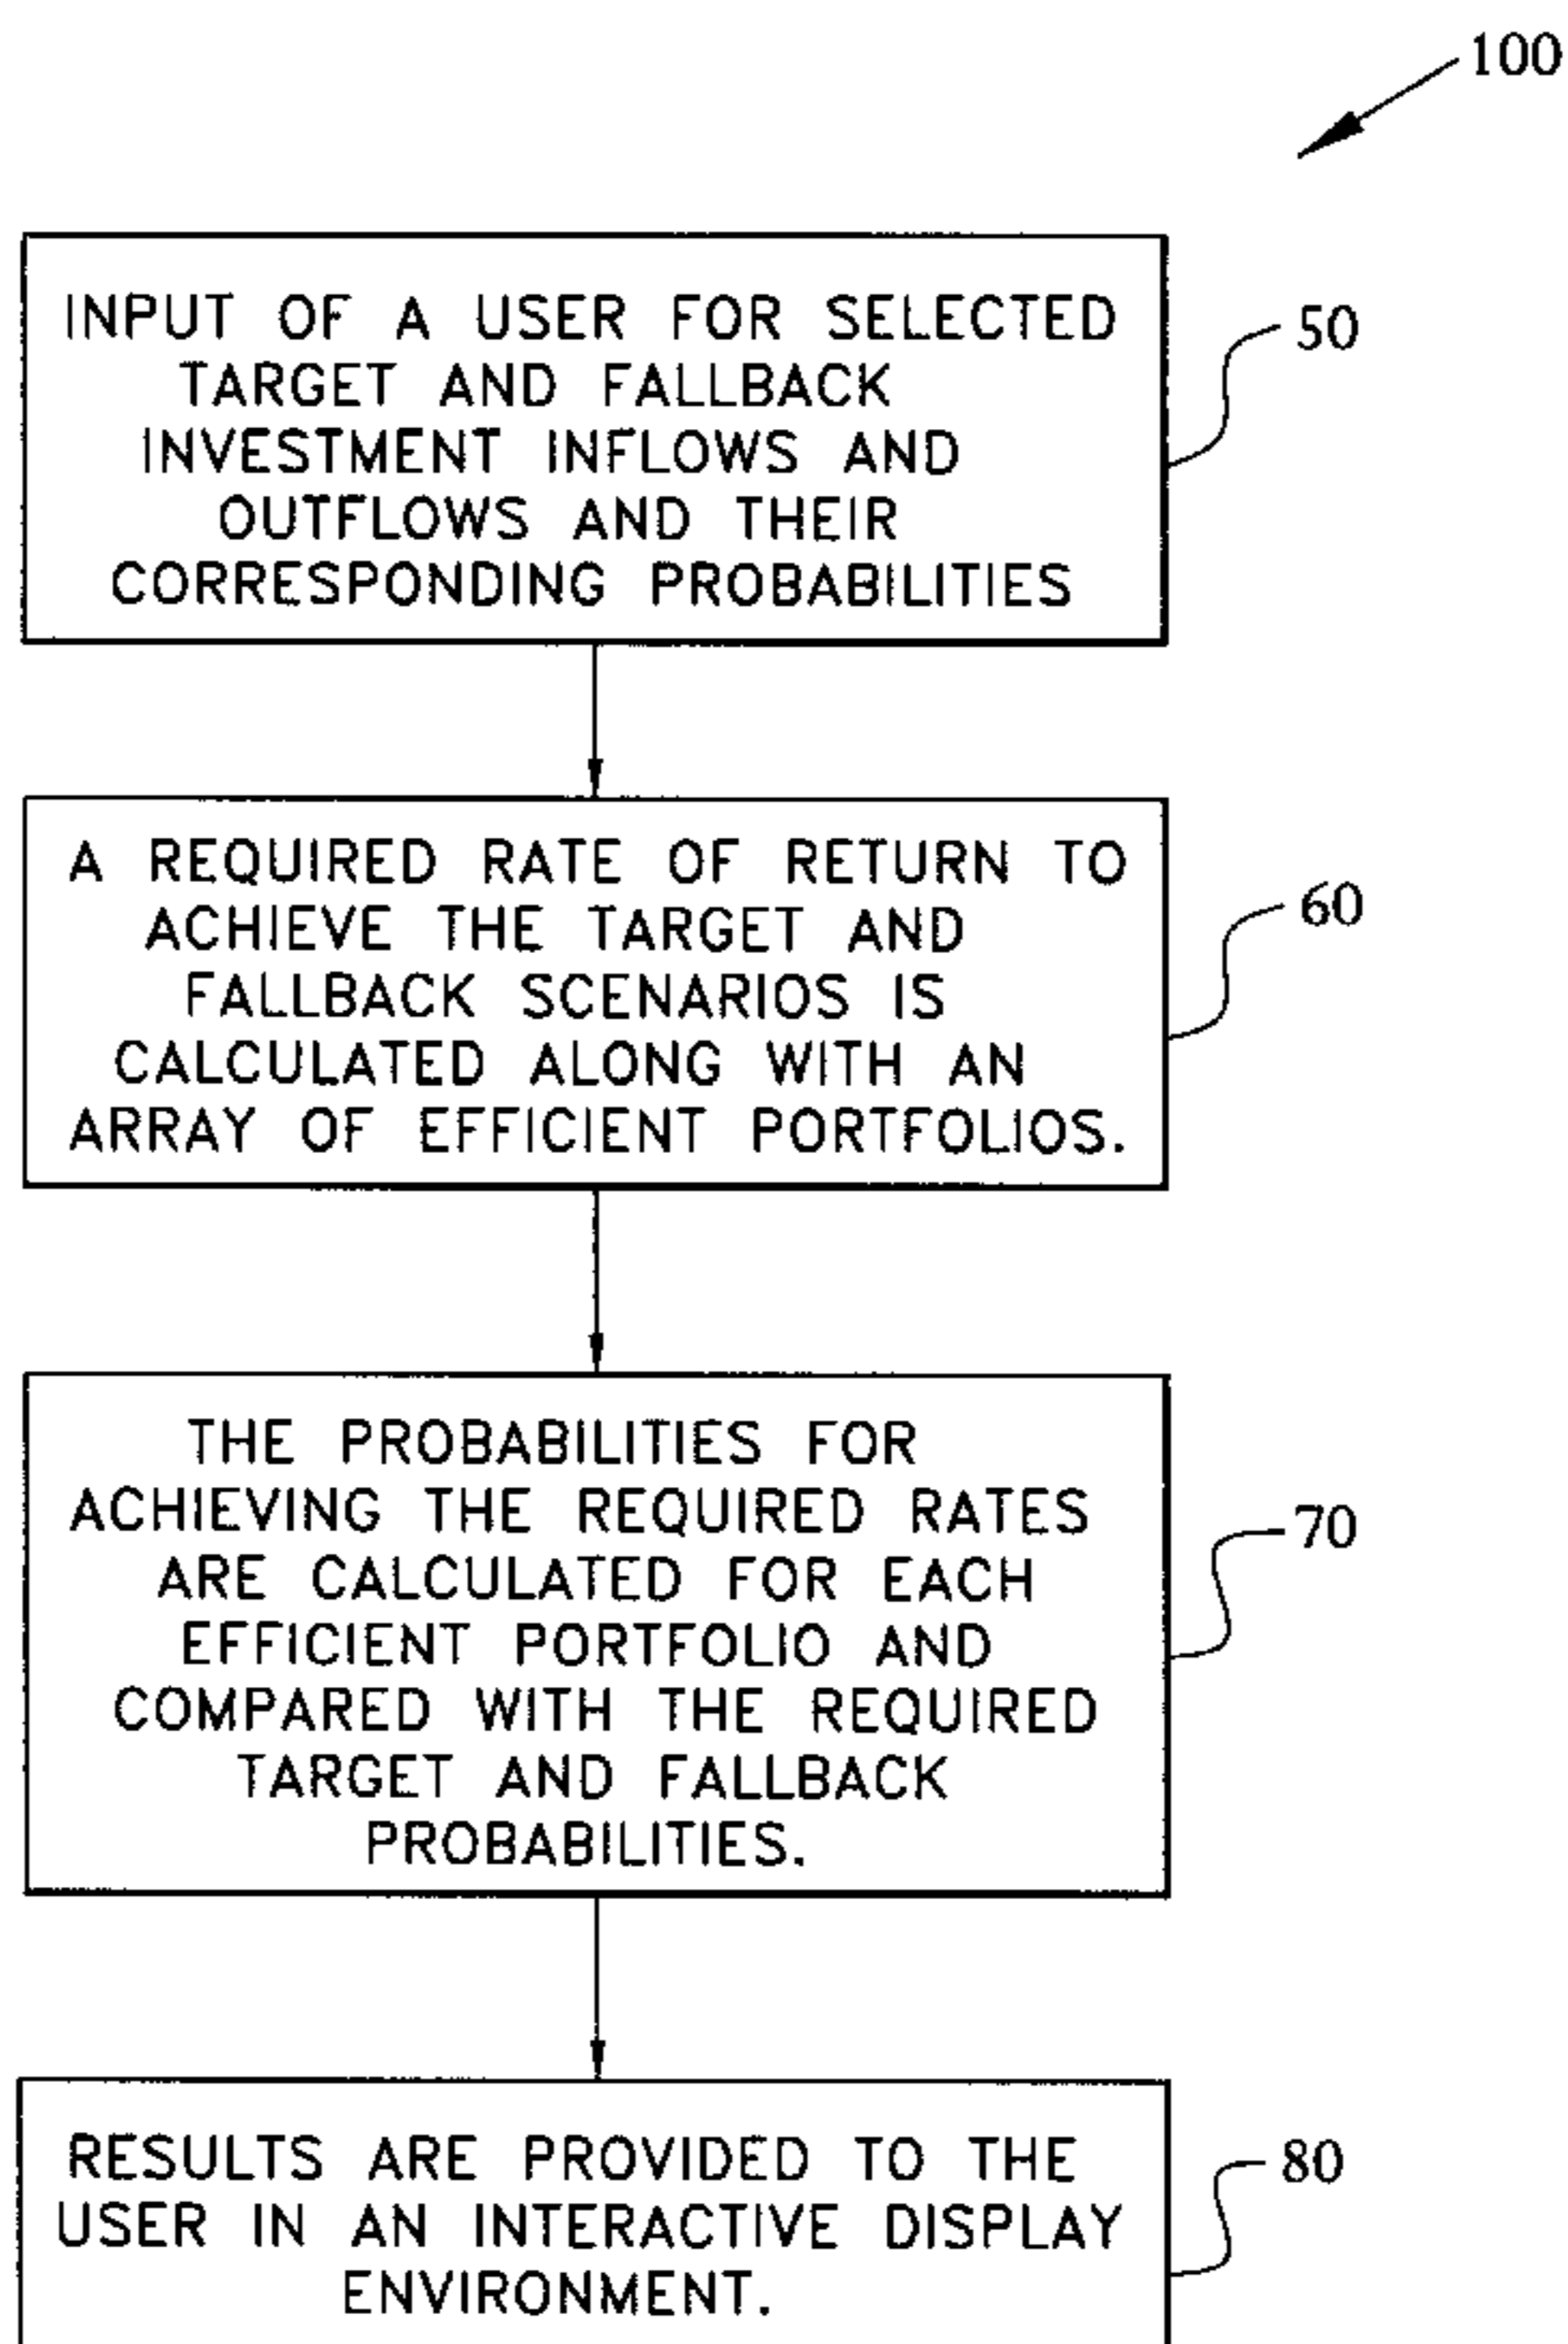 100
INPUT OF A USER FOR SELECTED
TARGET AND FALLBACK
INVESTMENT INFLOWS AND
OUTFLOWS AND THEIR
CORRESPONDING PROBABILITIES
50
A REQUIRED RATE OF RETURN TO
ACHIEVE THE TARGET AND
FALLBACK SCENARIOS IS
CALCULATED ALONG WITH AN
ARRAY OF EFFICIENT PORTFOLIOS.
60
THE PROBABILITIES FOR
ACHIEVING THE REQUIRED RATES
ARE CALCULATED FOR EACH
EFFICIENT PORTFOLIO AND
COMPARED WITH THE REQUIRED
TARGET AND FALLBACK
PROBABILITIES.
70
RESULTS ARE PROVIDED TO THE
USER IN AN INTERACTIVE DISPLAY
ENVIRONMENT.
80